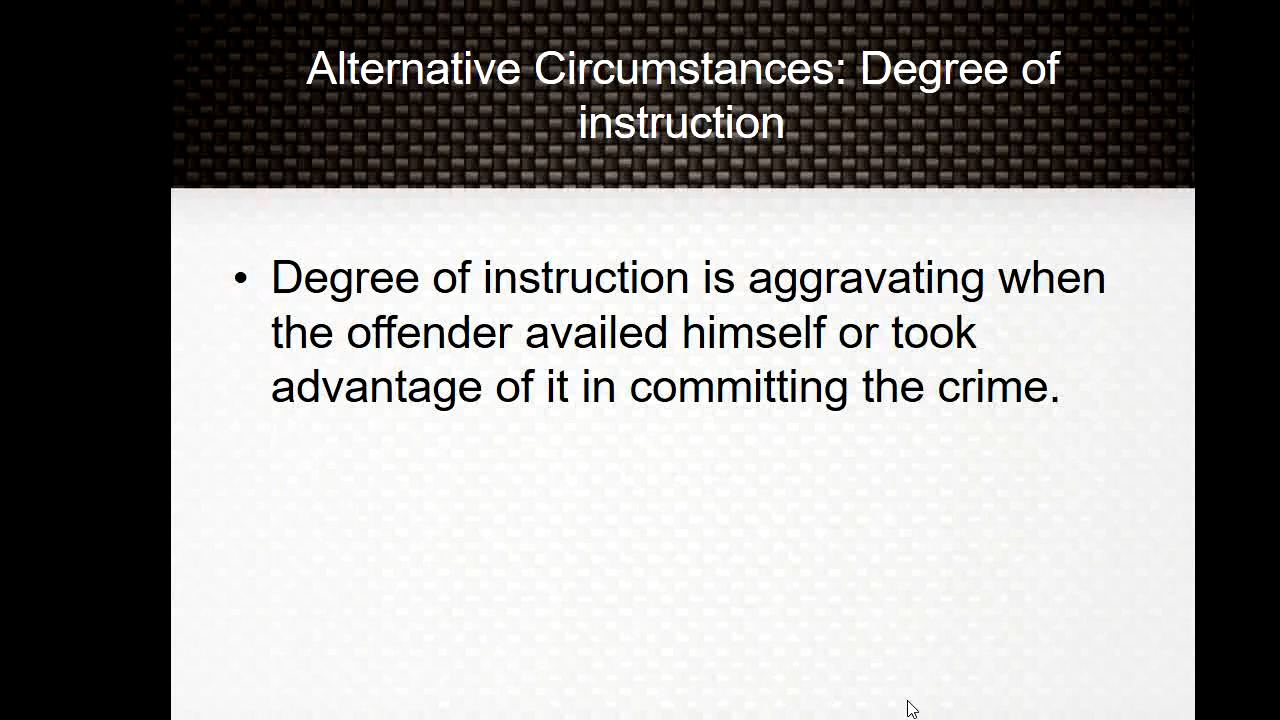 Alternative Circumstances: Degree of
instruction
• Degree of instruction is aggravating when
the offender availed himself or took
advantage of it in committing the crime.